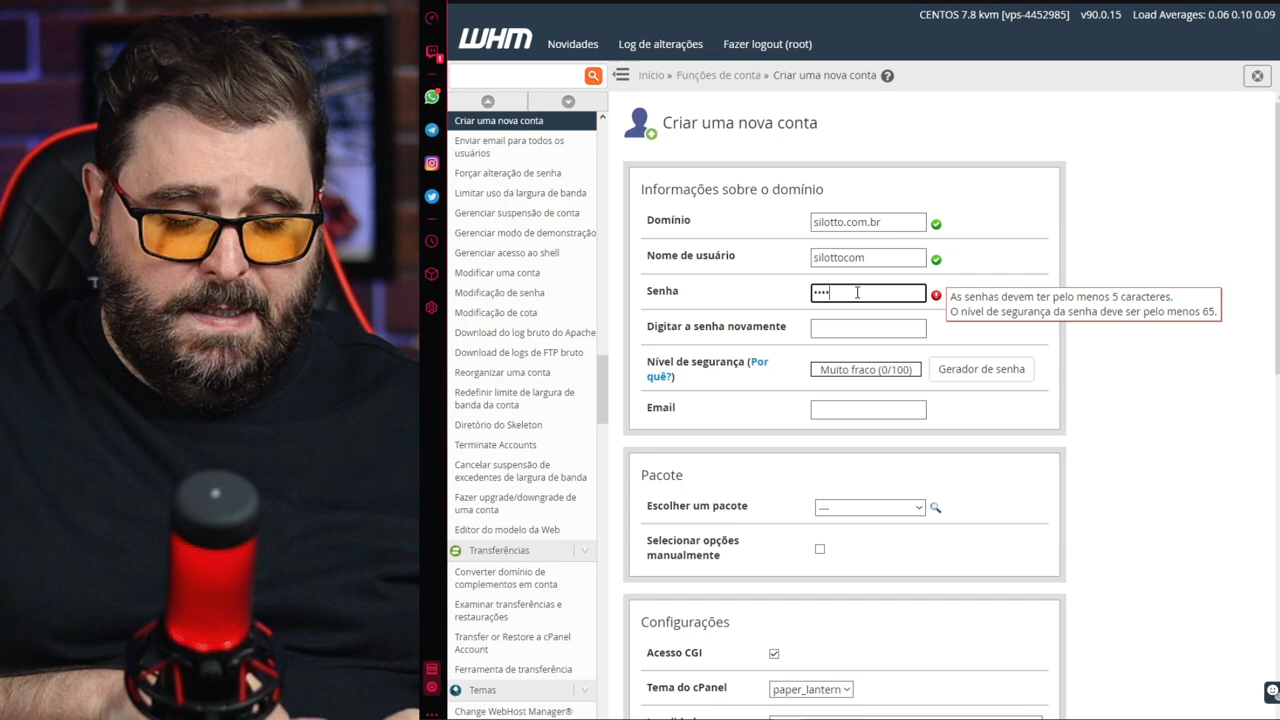 CENTOS 7.8 kvm [vps-4452985] v90.0.15 Load Averages: 0.06 0.10 0.09
WHM
Novidades
Log de alterações
Fazer logout (root)
Início » Funções de conta » Criar uma nova conta
1
Criar uma nova conta
Enviar email para todos os
usuários
Forçar alteração de senha
Limitar uso da largura de banda
Gerenciar suspensão de conta
Gerenciar modo de demonstração
Gerenciar acesso ao shell
Modificar uma conta
Modificação de senha
Modificação de cota
Download do log bruto do Apache
Download de logs de FTP bruto
Reorganizar uma conta
Redefinir limite de largura de
banda da conta
Diretório do Skeleton
Terminate Accounts
Cancelar suspensão de
excedentes de largura de banda
Fazer upgrade/downgrade de
uma conta
Editor do modelo da Web
Transferências
Converter domínio de
complementos em conta
Examinar transferências e
restaurações
Transfer or Restore a cPanel
Account
Ferramenta de transferência
Temas
Change WebHost Manager®
Criar uma nova conta
Informações sobre o domínio
Domínio
silotto.com.br
Nome de usuário
silottocom
Senha
••••
As senhas devem ter pelo menos 5 caracteres.
O nível de segurança da senha deve ser pelo menos 65.
Digitar a senha novamente
Nível de segurança (Por
quê?)
Muito fraco (0/100)
Gerador de senha
Email
Pacote
Escolher um pacote
---
Selecionar opções
manualmente
Configurações
Acesso CGI
Tema do cPanel
paper_lantern